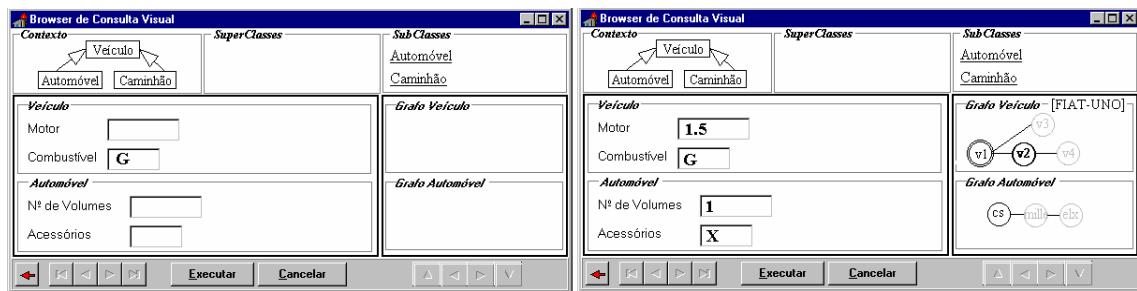 Browser de Consulta Visual
Contexto
SuperClasses
SubClasses
Veículo
Automóvel
Caminhão
Automóvel
Caminhão
Veículo
Motor
Combustível G
Grafo Veículo
Automóvel
Nº de Volumes
Acessórios
Grafo Automóvel
Executar
Cancelar
Browser de Consulta Visual
Contexto
SuperClasses
SubClasses
Veículo
Automóvel
Caminhão
Automóvel
Caminhão
Veículo
Motor 1.5
Combustível G
Grafo Veículo [FIAT-UNO]
v3
v1 v2 v4
Automóvel
Nº de Volumes 1
Acessórios X
Grafo Automóvel
cs mille elx
Executar
Cancelar